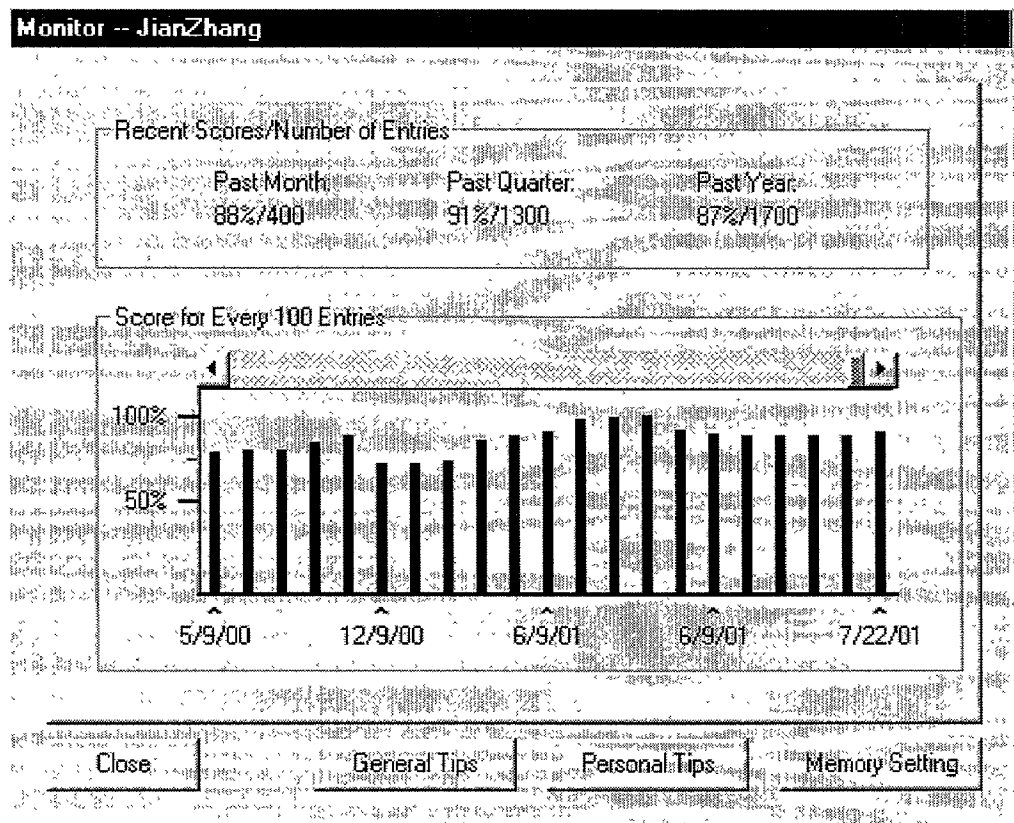 Monitor -- JianZhang
Recent Scores/Number of Entries
Past Month: Past Quarter: Past Year:
88%/400 91%/1300 87%/1700
Score for Every 100 Entries
100%
50%
5/9/00 12/9/00 6/9/01 6/9/01 7/22/01
Close General Tips Personal Tips Memory Setting